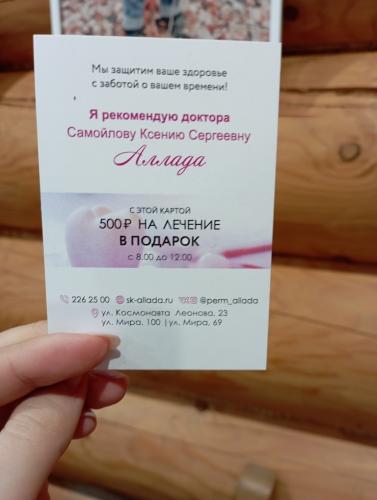 Мы защитим ваше здоровье
с заботой о вашем времени!
Я рекомендую доктора
Самойлову Ксению Сергеевну
Аллада
С ЭТОЙ КАРТОЙ
500₽ НА ЛЕЧЕНИЕ
В ПОДАРОК
с 8.00 до 12.00
226 25 00 sk-allada.ru @perm_allada
ул. Космонавта Леонова, 23
ул. Мира, 100 | ул. Мира, 69